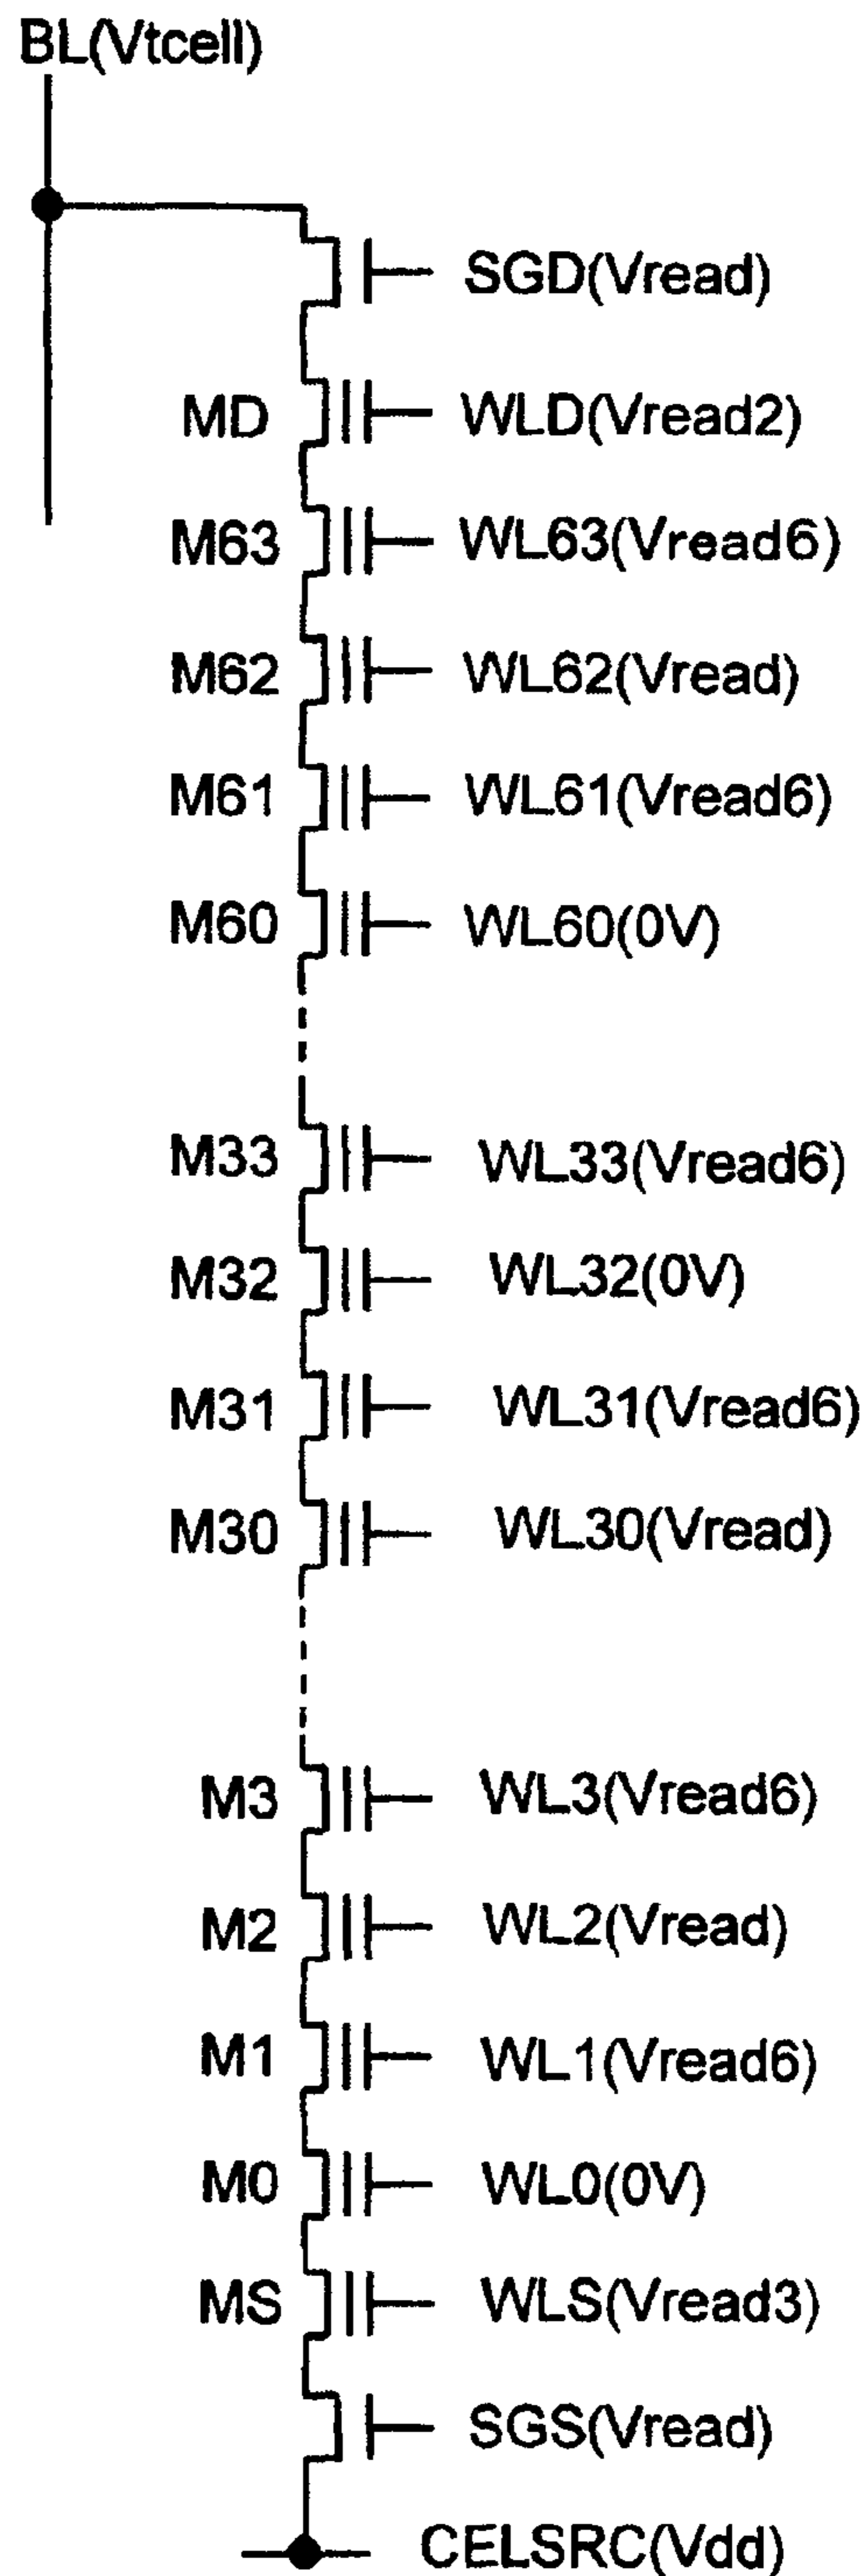 BL(Vtcell)
SGD(Vread)
MD WLD(Vread2)
M63 WL63(Vread6)
M62 WL62(Vread)
M61 WL61(Vread6)
M60 WL60(0V)
M33 WL33(Vread6)
M32 WL32(0V)
M31 WL31(Vread6)
M30 WL30(Vread)
M3 WL3(Vread6)
M2 WL2(Vread)
M1 WL1(Vread6)
M0 WL0(0V)
MS WLS(Vread3)
SGS(Vread)
CELSRC(Vdd)